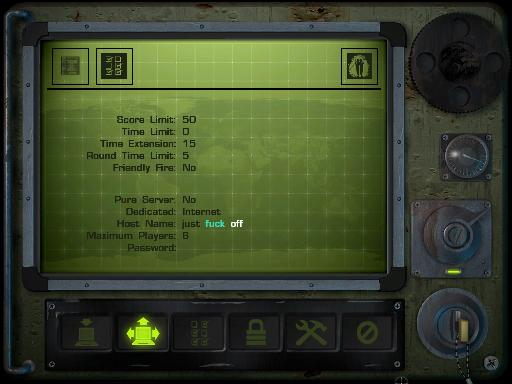 Score Limit: 50
Time Limit: 0
Time Extension: 15
Round Time Limit: 5
Friendly Fire: No
Pure Server: No
Dedicated: Internet
Host Name: just fuck off
Maximum Players: 6
Password: